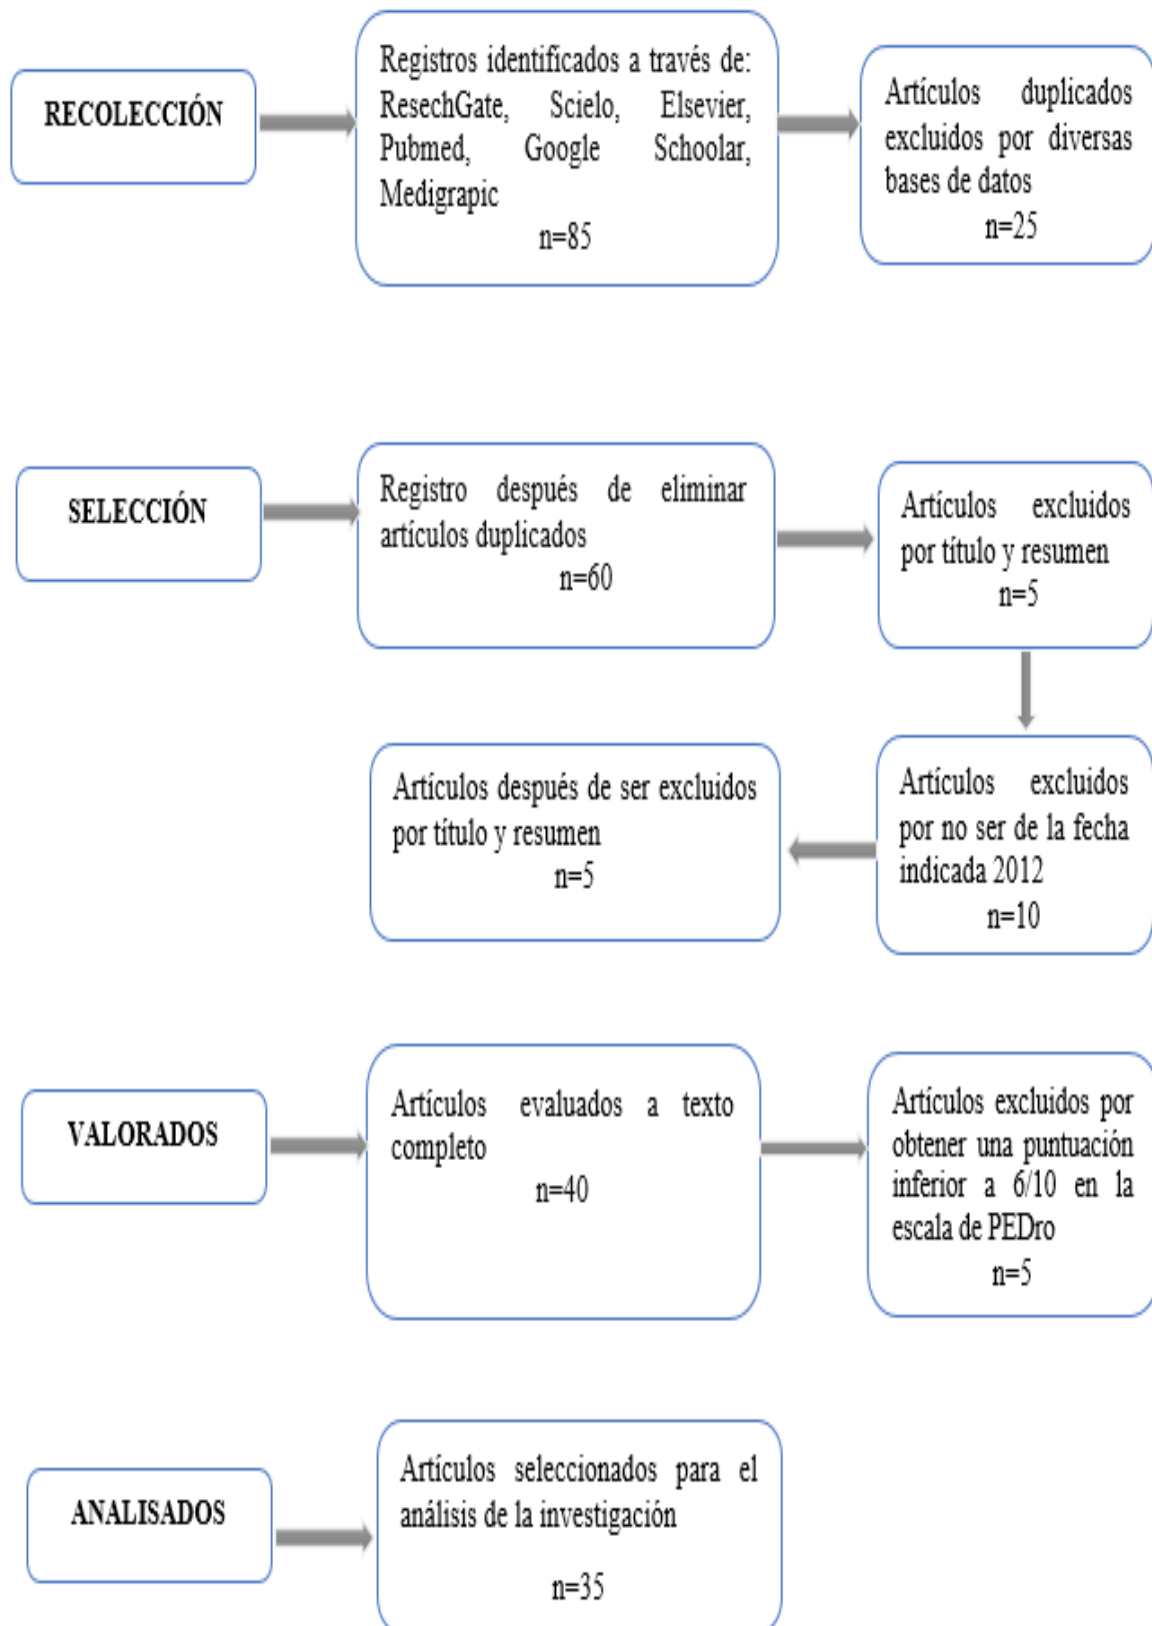 RECOLECCIÓN
Registros identificados a través de:
ResechGate, Scielo, Elsevier,
Pubmed, Google Schoolar,
Medigrapic
n=85
Artículos duplicados
excluidos por diversas
bases de datos
n=25
SELECCIÓN
Registro después de eliminar
artículos duplicados
n=60
Artículos excluidos
por título y resumen
n=5
Artículos excluidos
por no ser de la fecha
indicada 2012
n=10
Artículos después de ser excluidos
por título y resumen
n=5
VALORADOS
Artículos evaluados a texto
completo
n=40
Artículos excluidos por
obtener una puntuación
inferior a 6/10 en la
escala de PEDro
n=5
ANALISADOS
Artículos seleccionados para el
análisis de la investigación
n=35